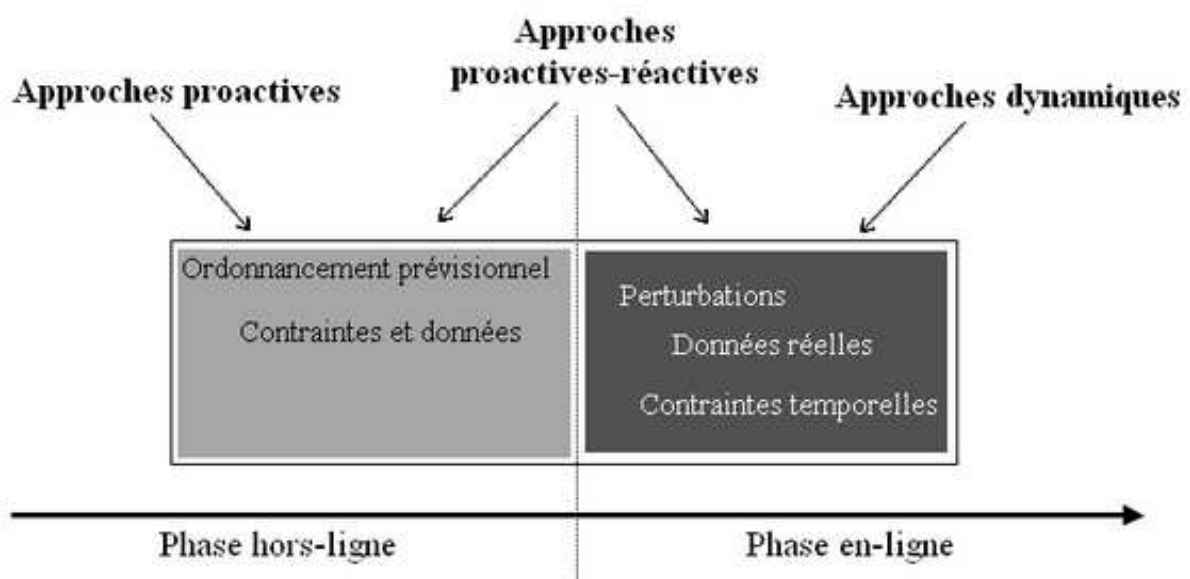 Approches
proactives-réactives
Approches proactives
Approches dynamiques
Ordonnancement prévisionnel
Contraintes et données
Perturbations
Données réelles
Contraintes temporelles
Phase hors-ligne
Phase en-ligne